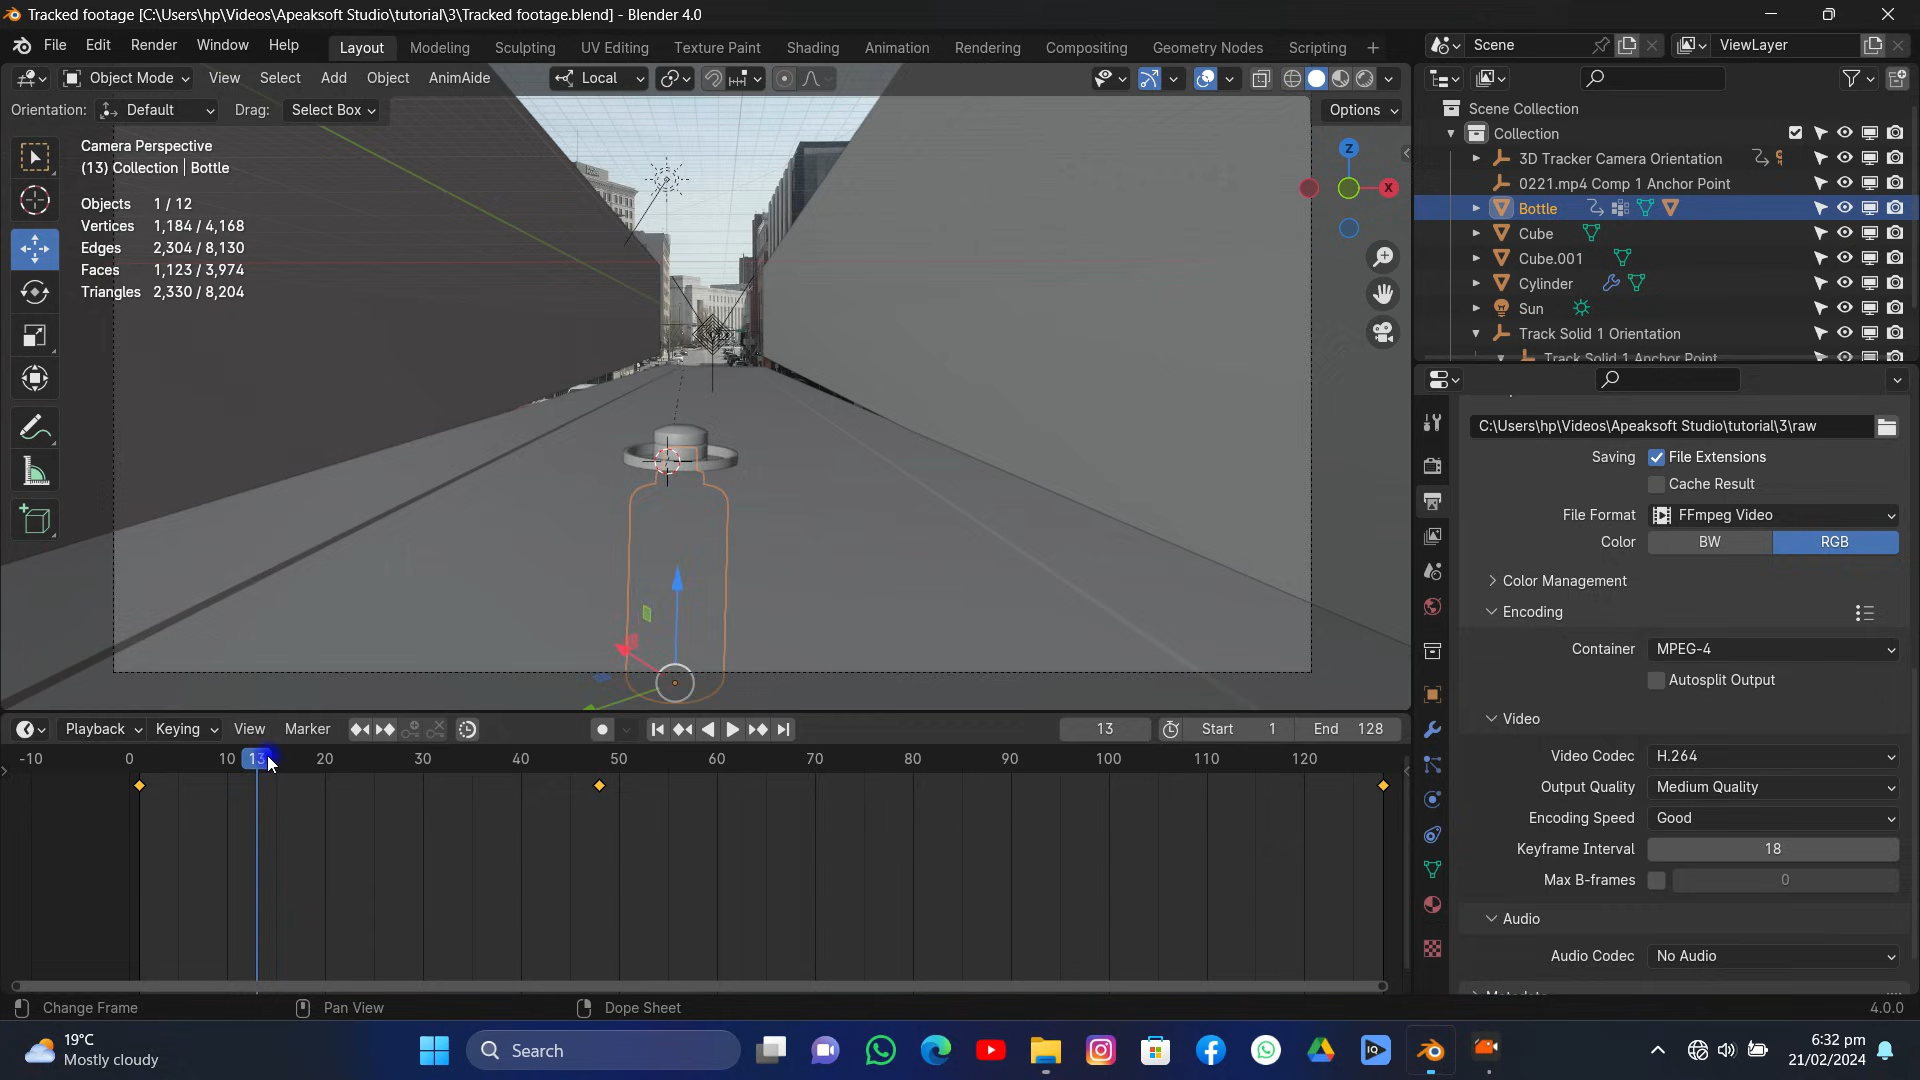 Tracked footage [C:\Users\hp\Videos\Apeaksoft Studio\tutorial\3\Tracked footage.blend] - Blender 4.0
File Edit Render Window Help
Layout Modeling Sculpting UV Editing Texture Paint Shading Animation Rendering Compositing Geometry Nodes Scripting +
Scene
ViewLayer
Object Mode View Select Add Object AnimAide
Local
Orientation: Default Drag: Select Box
Options
Camera Perspective
(13) Collection | Bottle
Objects 1 / 12
Vertices 1,184 / 4,168
Edges 2,304 / 8,130
Faces 1,123 / 3,974
Triangles 2,330 / 8,204
Z
X
Scene Collection
Collection
3D Tracker Camera Orientation
0221.mp4 Comp 1 Anchor Point
Bottle
Cube
Cube.001
Cylinder
Sun
Track Solid 1 Orientation
Track Solid 1 Anchor Point
C:\Users\hp\Videos\Apeaksoft Studio\tutorial\3\raw
Saving File Extensions
Cache Result
File Format FFmpeg Video
Color BW RGB
Color Management
Encoding
Container MPEG-4
Autosplit Output
Video
Video Codec H.264
Output Quality Medium Quality
Encoding Speed Good
Keyframe Interval 18
Max B-frames 0
Audio
Audio Codec No Audio
Playback Keying View Marker
13 Start 1 End 128
-10 0 10 13 20 30 40 50 60 70 80 90 100 110 120
Change Frame Pan View Dope Sheet
4.0.0
19°C
Mostly cloudy
Search
IQ
6:32 pm
21/02/2024